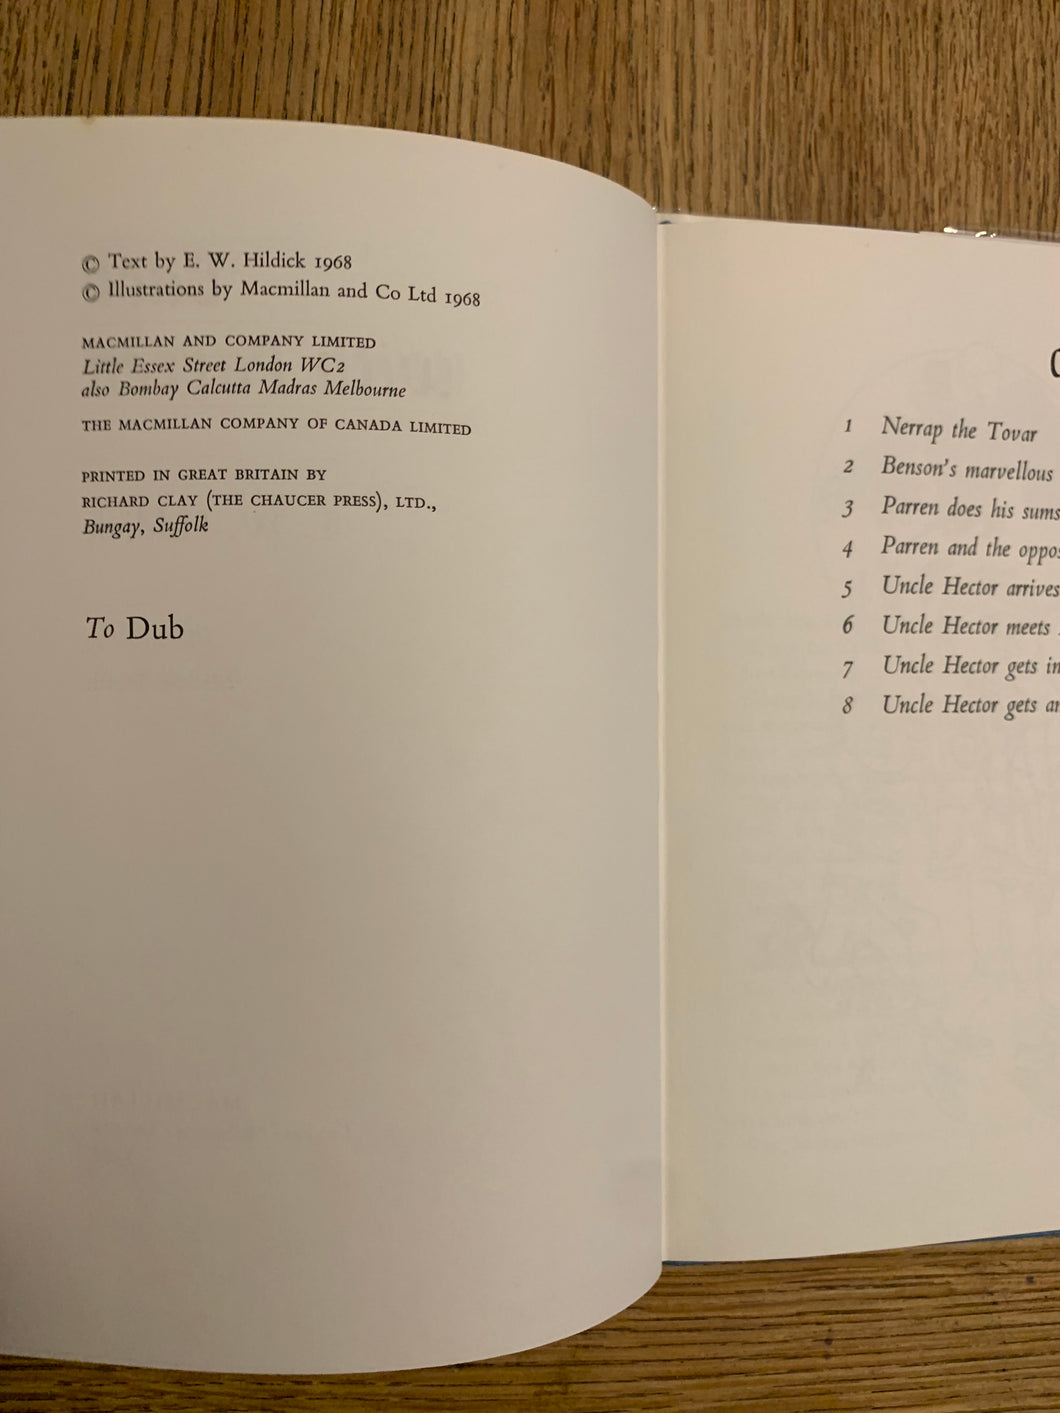 © Text by E. W. Hildick 1968
© Illustrations by Macmillan and Co Ltd 1968
MACMILLAN AND COMPANY LIMITED
Little Essex Street London WC2
also Bombay Calcutta Madras Melbourne
THE MACMILLAN COMPANY OF CANADA LIMITED
PRINTED IN GREAT BRITAIN BY
RICHARD CLAY (THE CHAUCER PRESS), LTD.,
Bungay, Suffolk
To Dub
1 Nerrap the Tovar
2 Benson's marvellous
3 Parren does his sums
4 Parren and the
5 Uncle Hector arrives
6 Uncle Hector meets
7 Uncle Hector gets
8 Uncle Hector gets